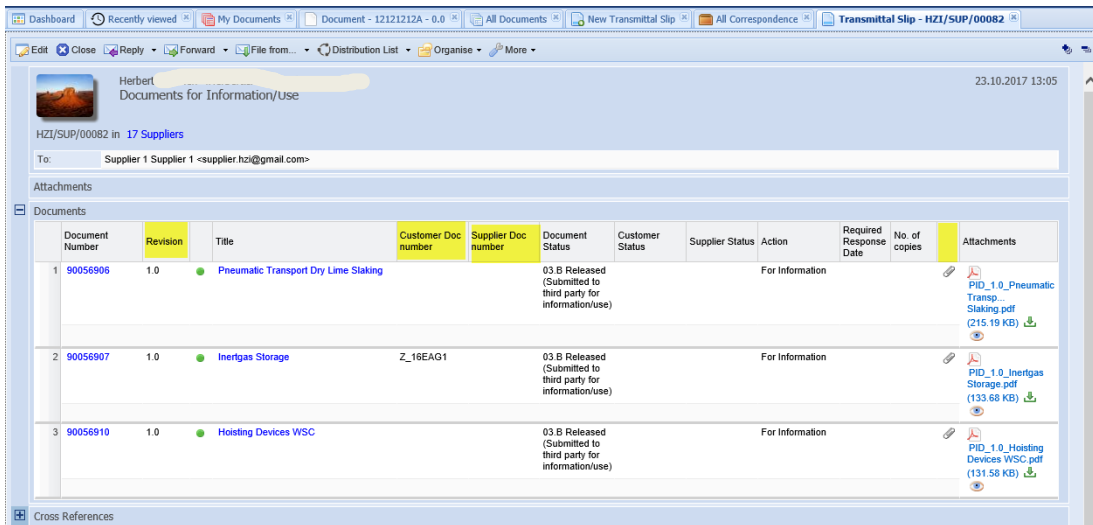 Dashboard Recently viewed My Documents Document - 12121212A - 0.0 All Documents New Transmittal Slip All Correspondence Transmittal Slip - HZI/SUP/00082
Edit Close Reply Forward File from... Distribution List Organise More
Herbert 23.10.2017 13:05
Documents for Information/Use
HZI/SUP/00082 in 17 Suppliers
To: Supplier 1 Supplier 1 <supplier.hzi@gmail.com>
Attachments
Documents
Document Number Revision Title Customer Doc number Supplier Doc number Document Status Customer Status Supplier Status Action Required Response Date No. of copies Attachments
1 90056906 1.0 Pneumatic Transport Dry Lime Slaking 03.B Released For Information
(Submitted to
third party for
information/use)
PID_1.0_Pneumatic
Transp...
Slaking.pdf
(215.19 KB)
2 90056907 1.0 Inertgas Storage Z_16EAG1 03.B Released For Information
(Submitted to
third party for
information/use)
PID_1.0_Inertgas
Storage.pdf
(133.68 KB)
3 90056910 1.0 Hoisting Devices WSC 03.B Released For Information
(Submitted to
third party for
information/use)
PID_1.0_Hoisting
Devices WSC.pdf
(131.58 KB)
Cross References